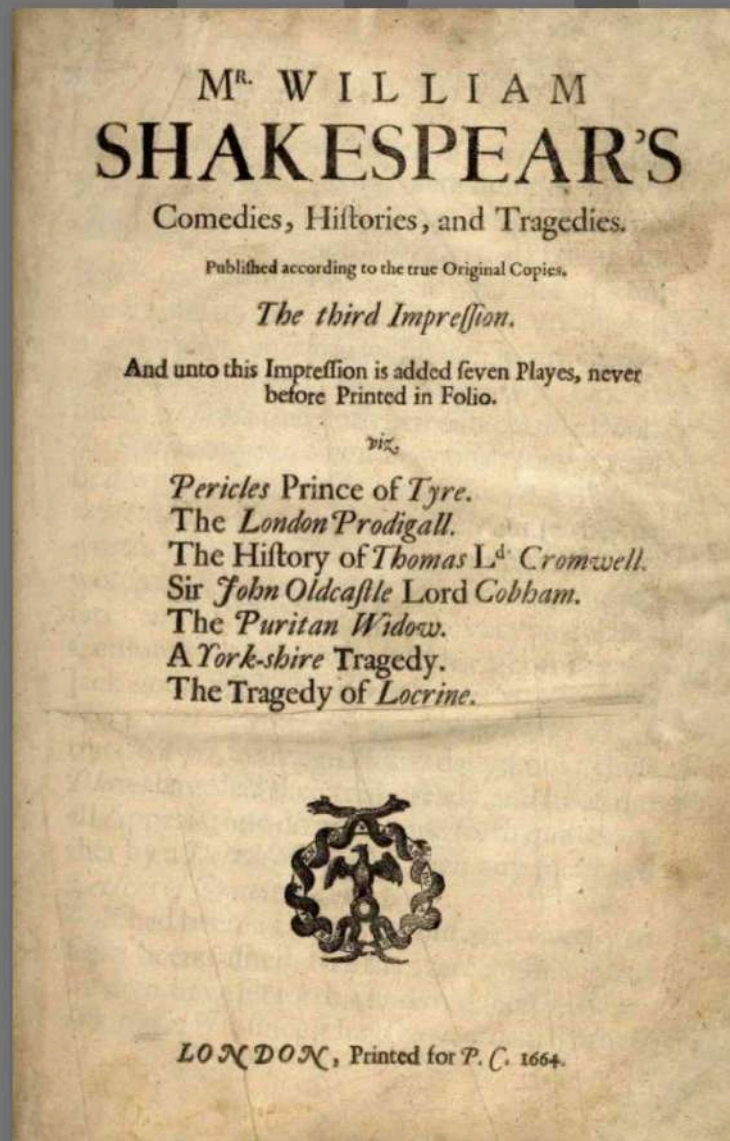 Mʀ. WILLIAM
SHAKESPEAR'S
Comedies, Hiſtories, and Tragedies.
Publiſhed according to the true Original Copies.
The third Impreſſion.
And unto this Impreſſion is added ſeven Playes, never
before Printed in Folio.
viz.
Pericles Prince of Tyre.
The London Prodigall.
The Hiſtory of Thomas Lᵈ· Cromwell.
Sir John Oldcaſtle Lord Cobham.
The Puritan Widow.
A York-shire Tragedy.
The Tragedy of Locrine.
LONDON, Printed for P. C. 1664.